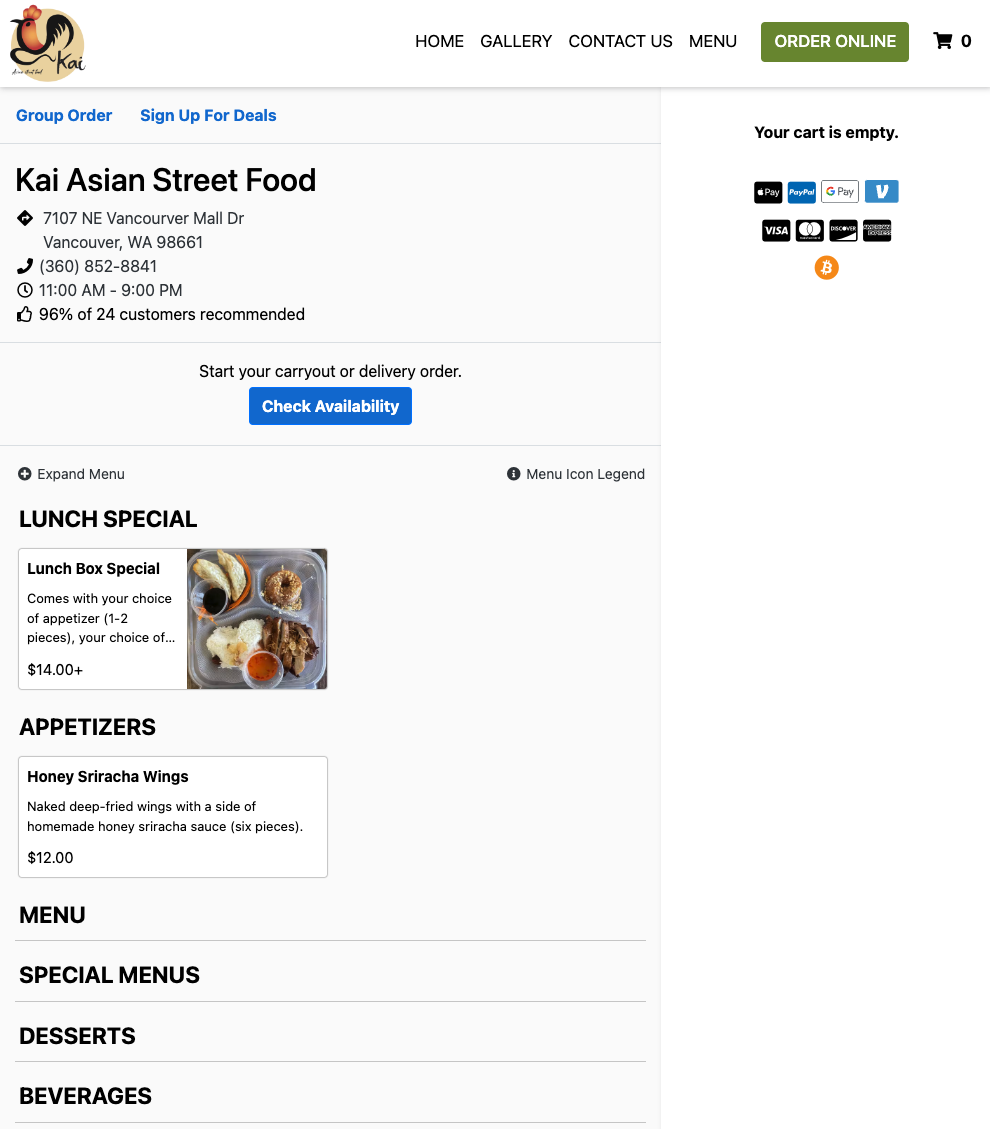 Kai
HOME GALLERY CONTACT US MENU ORDER ONLINE 0
Group Order Sign Up For Deals
Kai Asian Street Food
7107 NE Vancourver Mall Dr
Vancouver, WA 98661
(360) 852-8841
11:00 AM - 9:00 PM
96% of 24 customers recommended
Start your carryout or delivery order.
Check Availability
Expand Menu
Menu Icon Legend
LUNCH SPECIAL
Lunch Box Special
Comes with your choice
of appetizer (1-2
pieces), your choice of...
$14.00+
APPETIZERS
Honey Sriracha Wings
Naked deep-fried wings with a side of
homemade honey sriracha sauce (six pieces).
$12.00
MENU
SPECIAL MENUS
DESSERTS
BEVERAGES
Your cart is empty.
Pay PayPal G Pay V
VISA DISCOVER AMERICAN EXPRESS